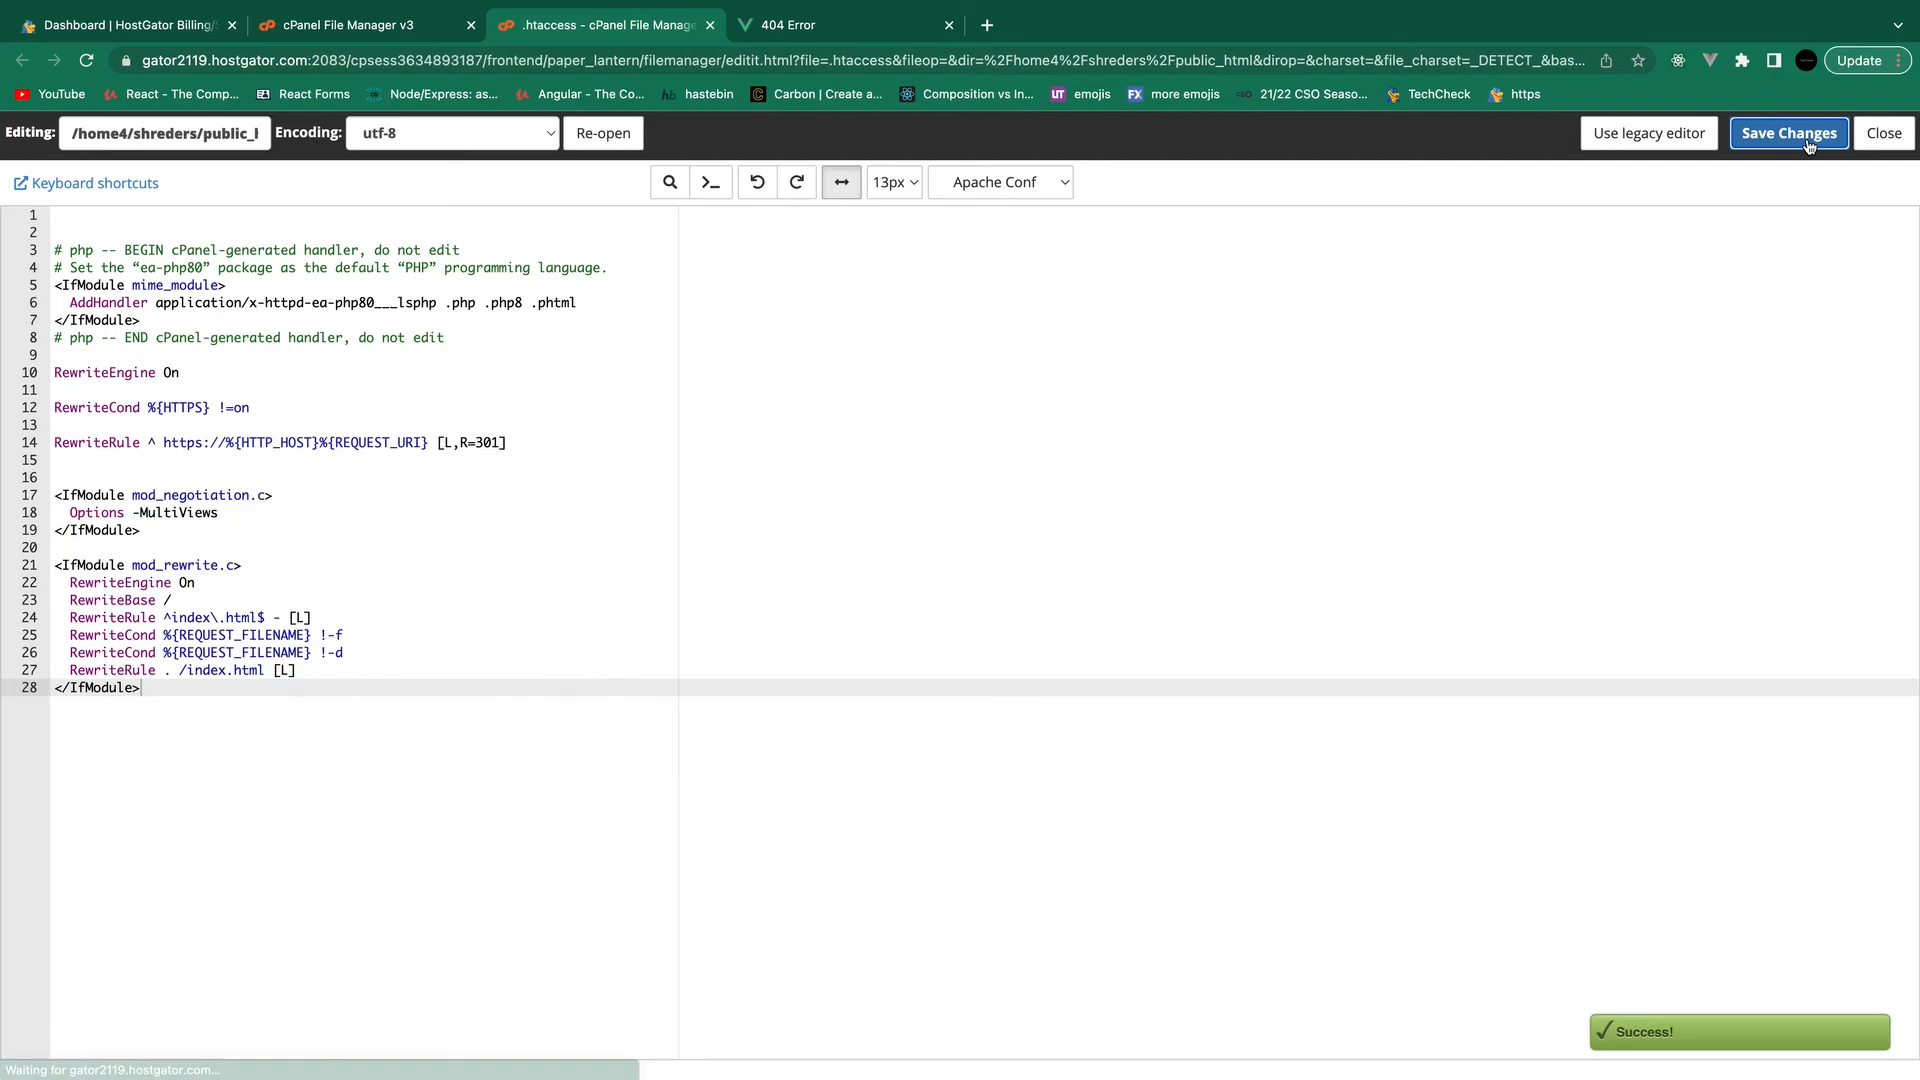 Dashboard | HostGator Billing/S
cPanel File Manager v3
.htaccess - cPanel File Manage
404 Error
gator2119.hostgator.com:2083/cpsess3634893187/frontend/paper_lantern/filemanager/editit.html?file=.htaccess&fileop=&dir=%2Fhome4%2Fshreders%2Fpublic_html&dirop=&charset=&file_charset=_DETECT_&bas...
Update
YouTube
React - The Comp...
EA
React Forms
Node/Express: as...
Angular - The Co...
hb
hastebin
Carbon | Create a...
Composition vs In...
UT
emojis
FX
more emojis
CSO
21/22 CSO Seaso...
TechCheck
https
Editing:
/home4/shreders/public_h
Encoding:
utf-8
Re-open
Use legacy editor
Save Changes
Close
Keyboard shortcuts
13px
Apache Conf
1
2
3 # php -- BEGIN cPanel-generated handler, do not edit
4 # Set the “ea-php80” package as the default “PHP” programming language.
5 <IfModule mime_module>
6 AddHandler application/x-httpd-ea-php80___lsphp .php .php8 .phtml
7 </IfModule>
8 # php -- END cPanel-generated handler, do not edit
9
10 RewriteEngine On
11
12 RewriteCond %{HTTPS} !=on
13
14 RewriteRule ^ https://%{HTTP_HOST}%{REQUEST_URI} [L,R=301]
15
16
17 <IfModule mod_negotiation.c>
18 Options -MultiViews
19 </IfModule>
20
21 <IfModule mod_rewrite.c>
22 RewriteEngine On
23 RewriteBase /
24 RewriteRule ^index\.html$ - [L]
25 RewriteCond %{REQUEST_FILENAME} !-f
26 RewriteCond %{REQUEST_FILENAME} !-d
27 RewriteRule . /index.html [L]
28 </IfModule>
Success!
Waiting for gator2119.hostgator.com...